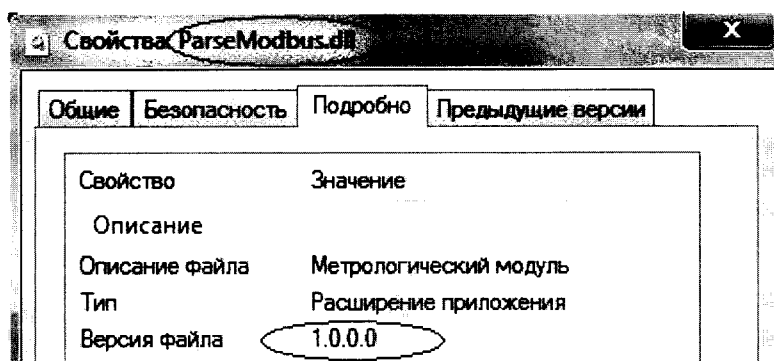 Свойства: ParseModbus.dll
X
Общие Безопасность Подробно Предыдущие версии
Свойство Значение
Описание
Описание файла Метрологический модуль
Тип Расширение приложения
Версия файла 1.0.0.0